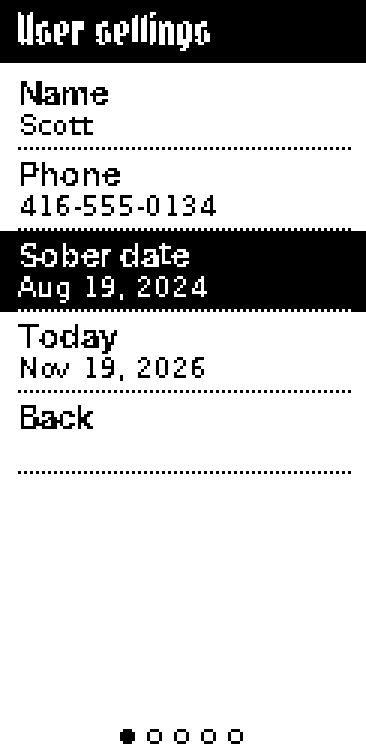 User settings
Name
Scott
Phone
416-555-0134
Sober date
Aug 19, 2024
Today
Nov 19, 2026
Back